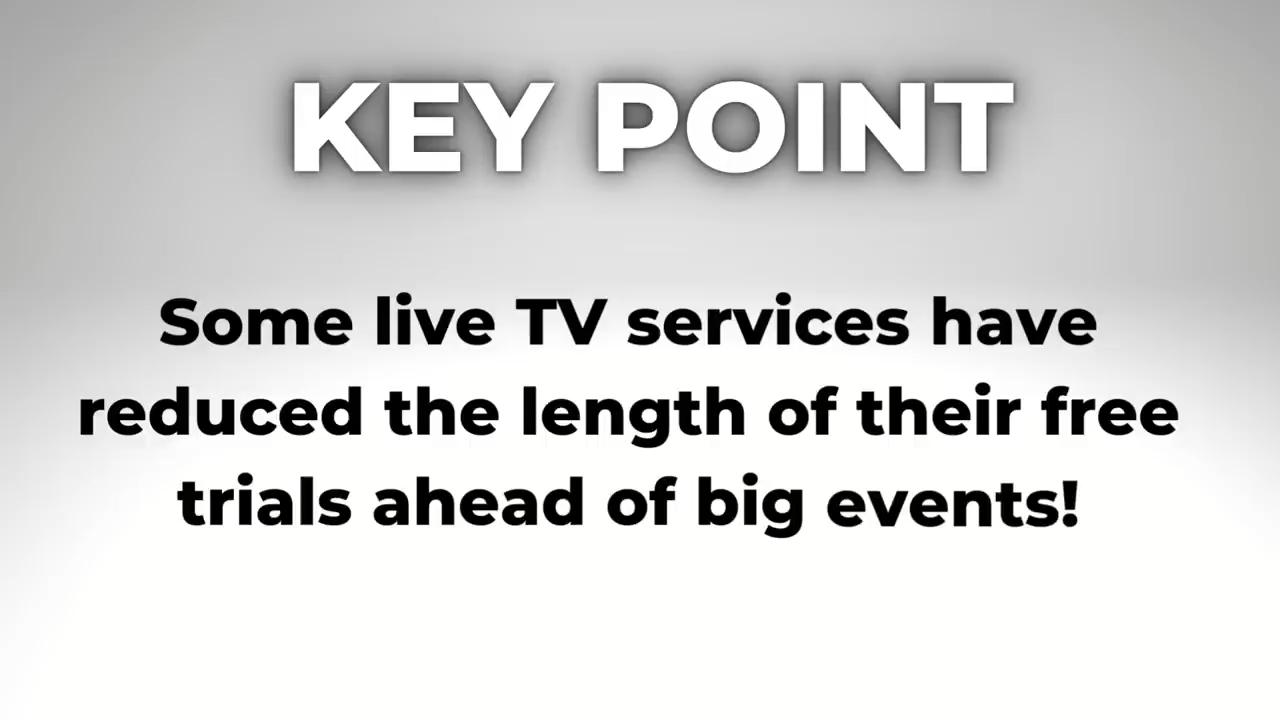 KEY POINT
Some live TV services have
reduced the length of their free
trials ahead of big events!